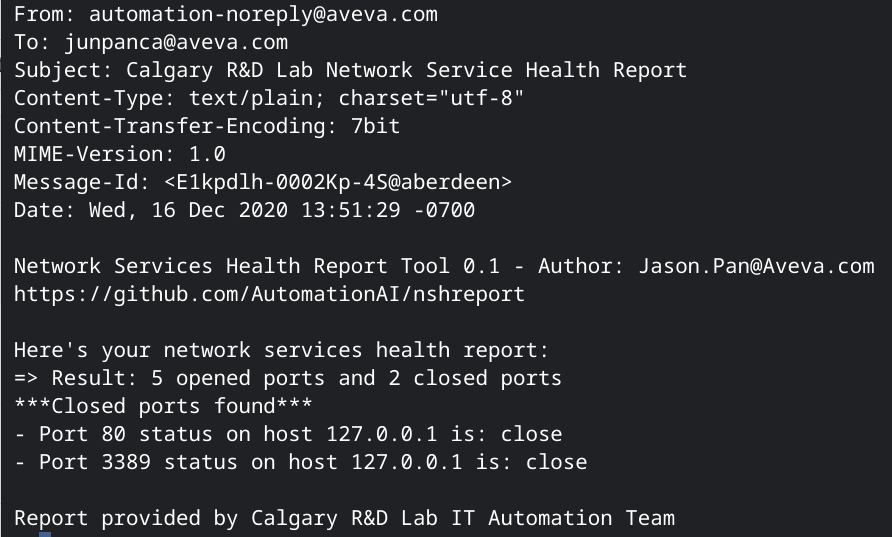 From: automation-noreply@aveva.com
To: junpanca@aveva.com
Subject: Calgary R&D Lab Network Service Health Report
Content-Type: text/plain; charset="utf-8"
Content-Transfer-Encoding: 7bit
MIME-Version: 1.0
Message-Id: <E1kpdlh-0002Kp-4S@aberdeen>
Date: Wed, 16 Dec 2020 13:51:29 -0700

Network Services Health Report Tool 0.1 - Author: Jason.Pan@Aveva.com
https://github.com/AutomationAI/nshreport

Here's your network services health report:
=> Result: 5 opened ports and 2 closed ports
***Closed ports found***
- Port 80 status on host 127.0.0.1 is: close
- Port 3389 status on host 127.0.0.1 is: close

Report provided by Calgary R&D Lab IT Automation Team